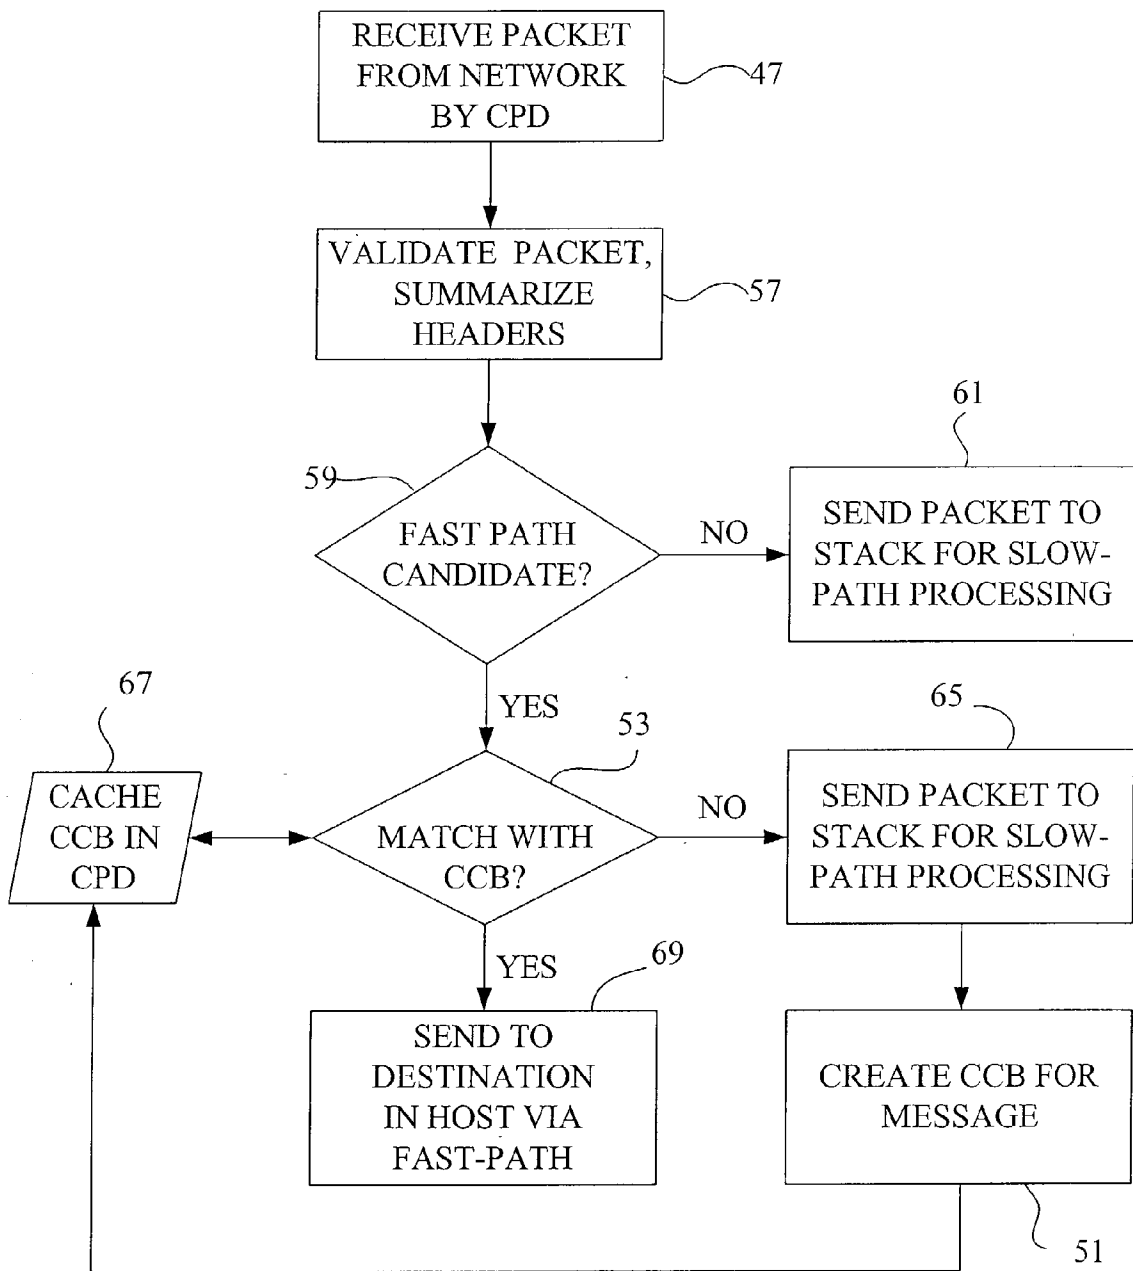 RECEIVE PACKET
FROM NETWORK
BY CPD
47
VALIDATE PACKET,
SUMMARIZE
HEADERS
57
59
FAST PATH
CANDIDATE?
NO
61
SEND PACKET TO
STACK FOR SLOW-
PATH PROCESSING
YES
67
CACHE
CCB IN
CPD
53
MATCH WITH
CCB?
NO
65
SEND PACKET TO
STACK FOR SLOW-
PATH PROCESSING
YES
69
SEND TO
DESTINATION
IN HOST VIA
FAST-PATH
CREATE CCB FOR
MESSAGE
51